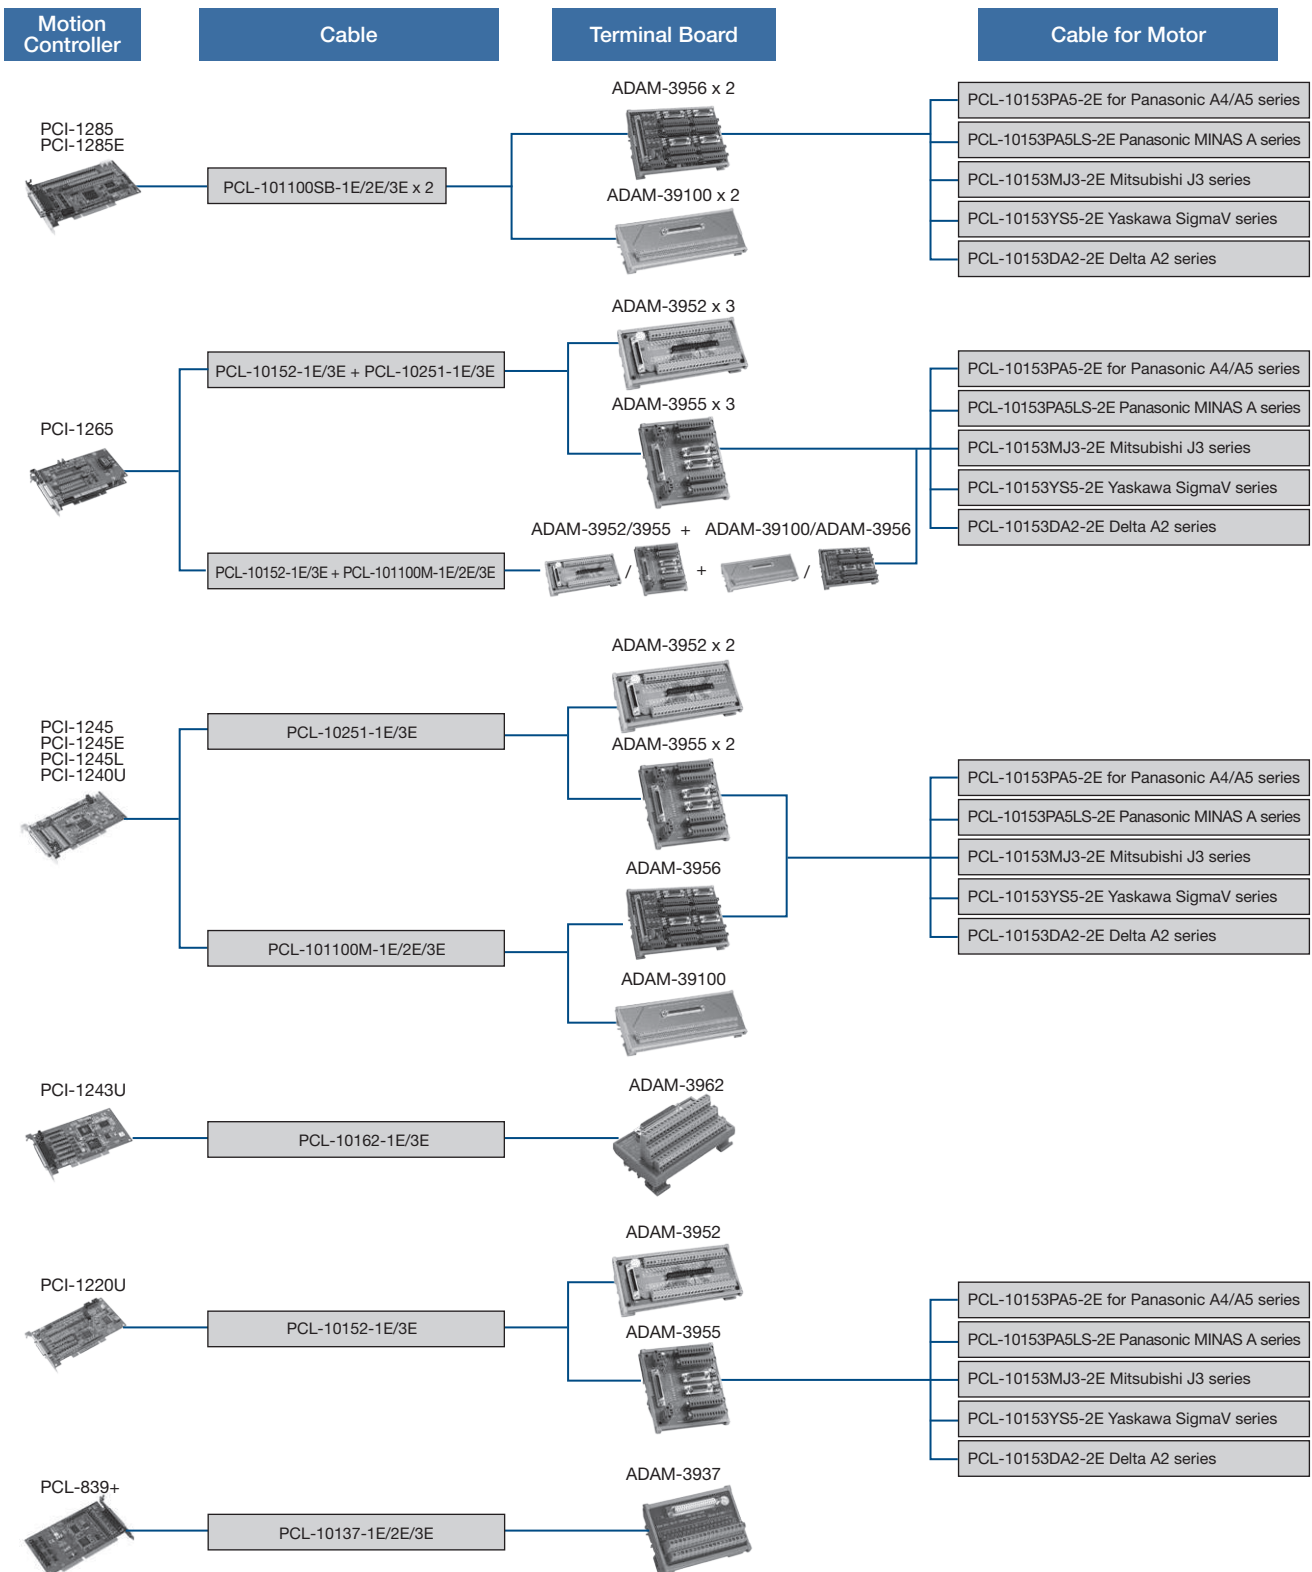 Motion
Controller
Cable
Terminal Board
Cable for Motor
PCI-1285
PCI-1285E
PCL-101100SB-1E/2E/3E x 2
ADAM-3956 x 2
ADAM-39100 x 2
PCL-10153PA5-2E for Panasonic A4/A5 series
PCL-10153PA5LS-2E Panasonic MINAS A series
PCL-10153MJ3-2E Mitsubishi J3 series
PCL-10153YS5-2E Yaskawa SigmaV series
PCL-10153DA2-2E Delta A2 series
PCI-1265
PCL-10152-1E/3E + PCL-10251-1E/3E
PCL-10152-1E/3E + PCL-101100M-1E/2E/3E
ADAM-3952 x 3
ADAM-3955 x 3
ADAM-3952/3955 + ADAM-39100/ADAM-3956
/ + /
PCL-10153PA5-2E for Panasonic A4/A5 series
PCL-10153PA5LS-2E Panasonic MINAS A series
PCL-10153MJ3-2E Mitsubishi J3 series
PCL-10153YS5-2E Yaskawa SigmaV series
PCL-10153DA2-2E Delta A2 series
PCI-1245
PCI-1245E
PCI-1245L
PCI-1240U
PCL-10251-1E/3E
PCL-101100M-1E/2E/3E
ADAM-3952 x 2
ADAM-3955 x 2
ADAM-3956
ADAM-39100
PCL-10153PA5-2E for Panasonic A4/A5 series
PCL-10153PA5LS-2E Panasonic MINAS A series
PCL-10153MJ3-2E Mitsubishi J3 series
PCL-10153YS5-2E Yaskawa SigmaV series
PCL-10153DA2-2E Delta A2 series
PCI-1243U
PCL-10162-1E/3E
ADAM-3962
PCI-1220U
PCL-10152-1E/3E
ADAM-3952
ADAM-3955
PCL-10153PA5-2E for Panasonic A4/A5 series
PCL-10153PA5LS-2E Panasonic MINAS A series
PCL-10153MJ3-2E Mitsubishi J3 series
PCL-10153YS5-2E Yaskawa SigmaV series
PCL-10153DA2-2E Delta A2 series
PCL-839+
PCL-10137-1E/2E/3E
ADAM-3937